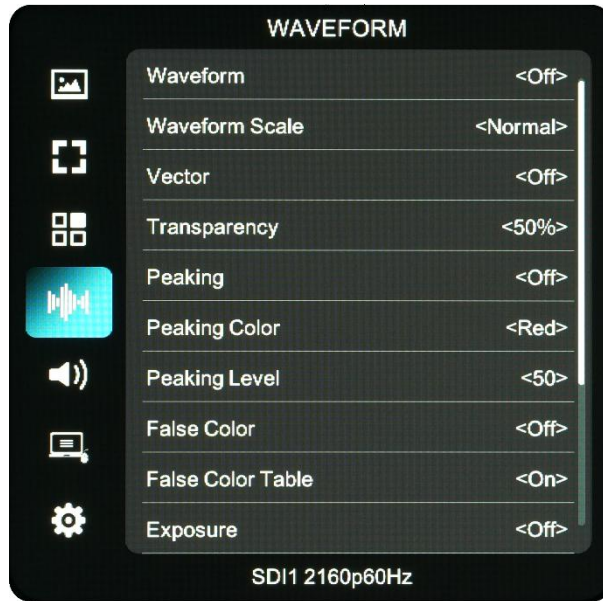 WAVEFORM
Waveform <Off>
Waveform Scale <Normal>
Vector <Off>
Transparency <50%>
Peaking <Off>
Peaking Color <Red>
Peaking Level <50>
False Color <Off>
False Color Table <On>
Exposure <Off>
SDI1 2160p60Hz